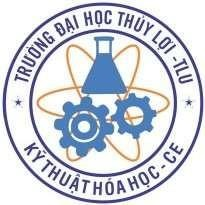 TRƯỜNG ĐẠI HỌC THỦY LỢI -TLU
KỸ THUẬT HÓA HỌC - CE